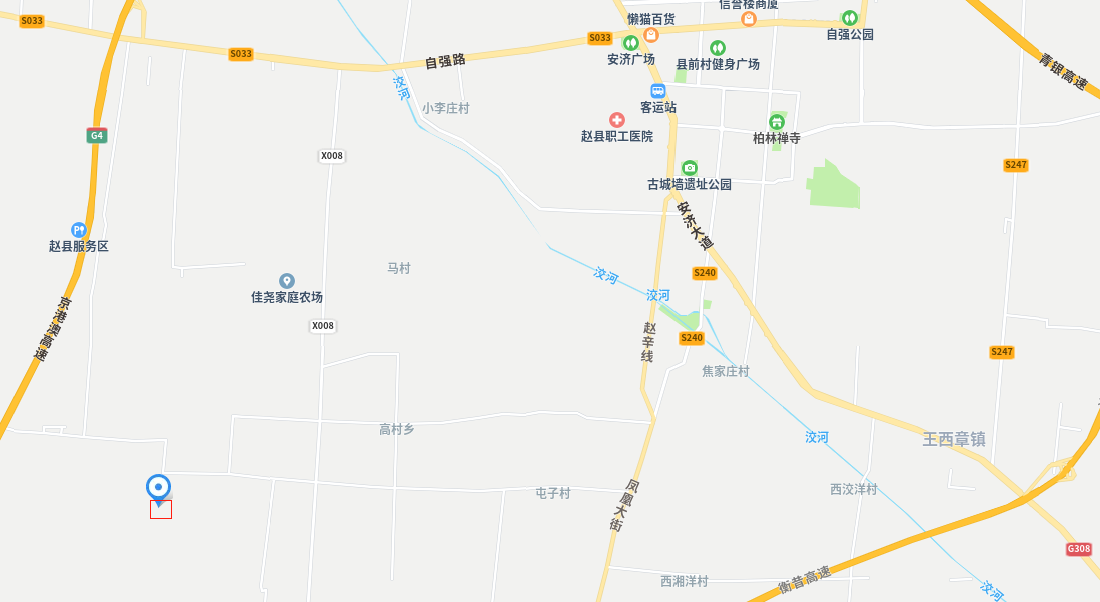 信誉楼商厦
S033
懒猫百货
自强公园
S033
S033
自强路
安济广场
县前村健身广场
青银高速
洨河
小李庄村
客运站
G4
赵县职工医院
柏林禅寺
X008
S247
古城墙遗址公园
安济大道
P
赵县服务区
马村
洨河
S240
佳尧家庭农场
洨河
京港澳高速
X008
赵辛线
S240
S247
焦家庄村
高村乡
洨河
王西章镇
屯子村
凤凰大街
西洨洋村
G308
西湘洋村
衡昔高速
洨河